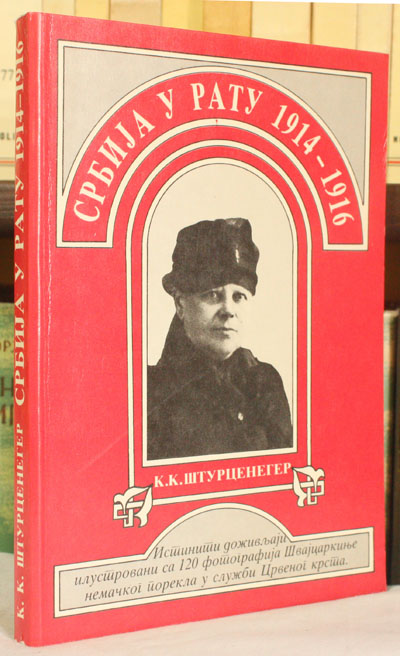 К. К. ШТУРЦЕНЕГЕР СРБИЈА У РАТУ 1914-1916
СРБИЈА У РАТУ 1914-1916
К.К.ШТУРЦЕНЕГЕР
Истинити доживљаји
илустровани са 120 фотографија Швајцаркиње
немачког порекла у служби Црвеног крста.